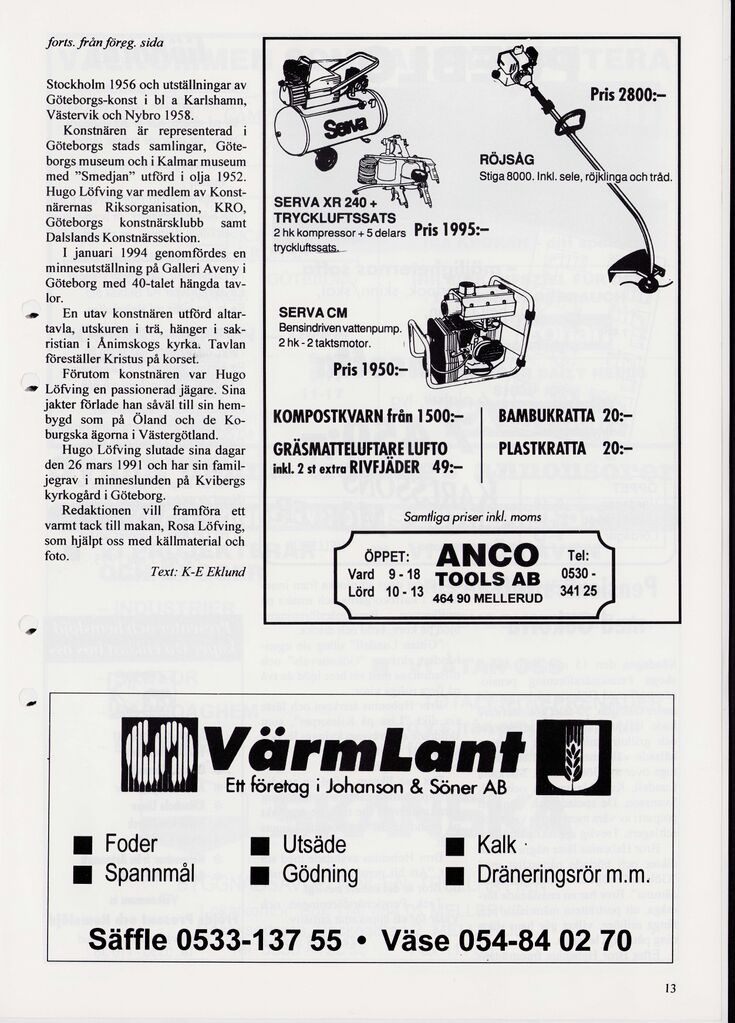 forts. från föreg. sida
Stockholm 1956 och utställningar av
Göteborgs-konst i bl a Karlshamn,
Västervik och Nybro 1958.
Konstnären är representerad i
Göteborgs stads samlingar, Göte-
borgs museum och i Kalmar museum
med ”Smedjan” utförd i olja 1952.
Hugo Löfving var medlem av Konst-
närernas Riksorganisation, KRO,
Göteborgs konstnärsklubb samt
Dalslands Konstnärssektion.
I januari 1994 genomfördes en
minnesutställning på Galleri Aveny i
Göteborg med 40-talet hängda tav-
lor.
En utav konstnären utförd altar-
tavla, utskuren i trä, hänger i sak-
ristian i Ånimskogs kyrka. Tavlan
föreställer Kristus på korset.
Förutom konstnären var Hugo
Löfving en passionerad jägare. Sina
jakter förlade han såväl till sin hem-
bygd som på Öland och de Ko-
burgska ägorna i Västergötland.
Hugo Löfving slutade sina dagar
den 26 mars 1991 och har sin famil-
jegrav i minneslunden på Kvibergs
kyrkogård i Göteborg.
Redaktionen vill framföra ett
varmt tack till makan, Rosa Löfving,
som hjälpt oss med källmaterial och
foto.
Text: K-E Eklund
Serva
SERVA XR 240 +
TRYCKLUFTSSATS
2 hk kompressor + 5 delars
tryckluftssats.
Pris 1995:–
Pris 2800:–
RÖJSÅG
Stiga 8000. Inkl. sele, röjklinga och tråd.
SERVA CM
Bensindriven vattenpump.
2 hk - 2 taktsmotor.
Pris 1950:–
KOMPOSTKVARN från 1500:–
GRÄSMATTELUFTARE LUFTO
inkl. 2 st extra RIVFJÄDER 49:–
BAMBUKRATTA 20:–
PLASTKRATTA 20:–
Samtliga priser inkl. moms
ÖPPET:
Vard 9 - 18
Lörd 10 - 13
ANCO
TOOLS AB
464 90 MELLERUD
Tel:
0530 -
341 25
VärmLant
Ett företag i Johanson & Söner AB
■ Foder
■ Spannmål
■ Utsäde
■ Gödning
■ Kalk
■ Dräneringsrör m.m.
Säffle 0533-137 55 • Väse 054-84 02 70
13